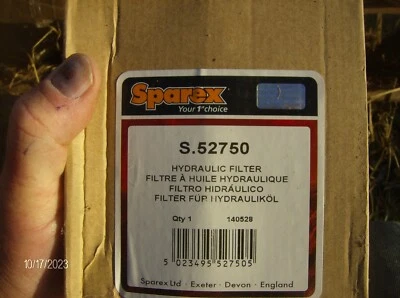 Sparex
Your 1st choice
S.52750
HYDRAULIC FILTER
FILTRE À HUILE HYDRAULIQUE
FILTRO HIDRÁULICO
FILTER FÜR HYDRAULIKÖL
Qty 1 140528
5 023495 527505
Sparex Ltd · Exeter · Devon · England
10/17/2023